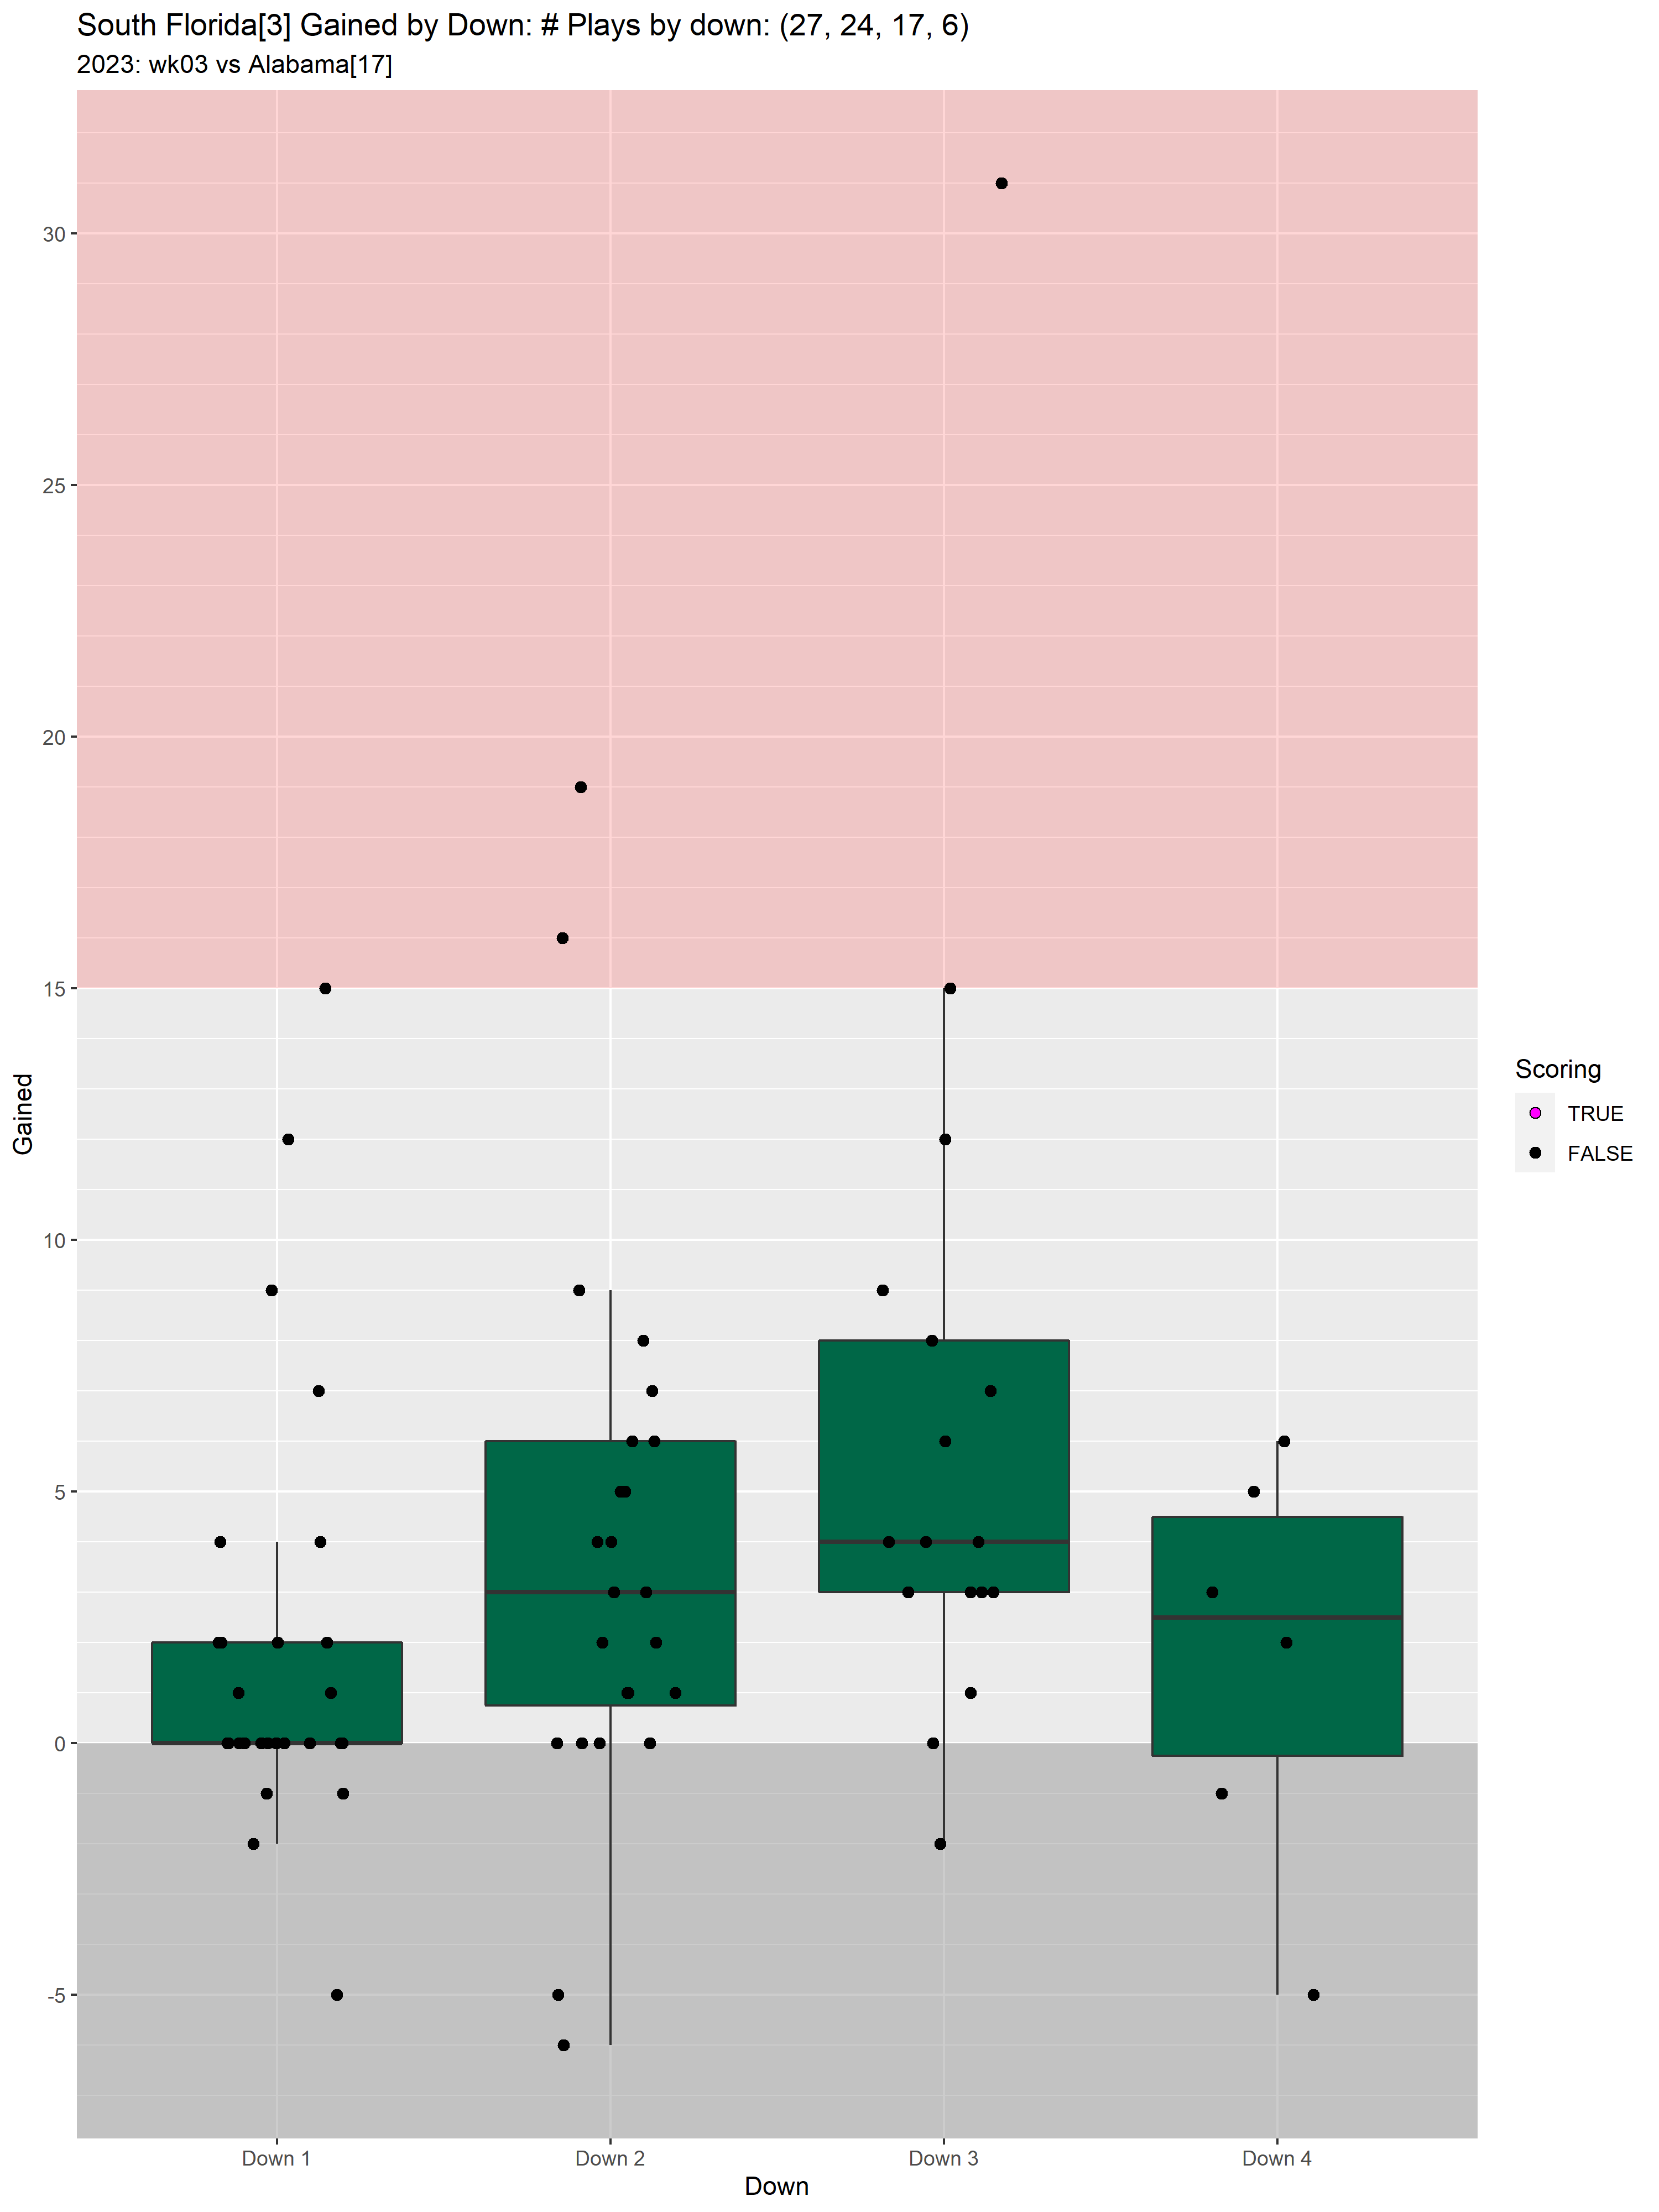 South Florida[3] Gained by Down: # Plays by down: (27, 24, 17, 6)
2023: wk03 vs Alabama[17]
30
25
20
15
10
5
0
-5
Gained
Down 1
Down 2
Down 3
Down 4
Down
Scoring
TRUE
FALSE